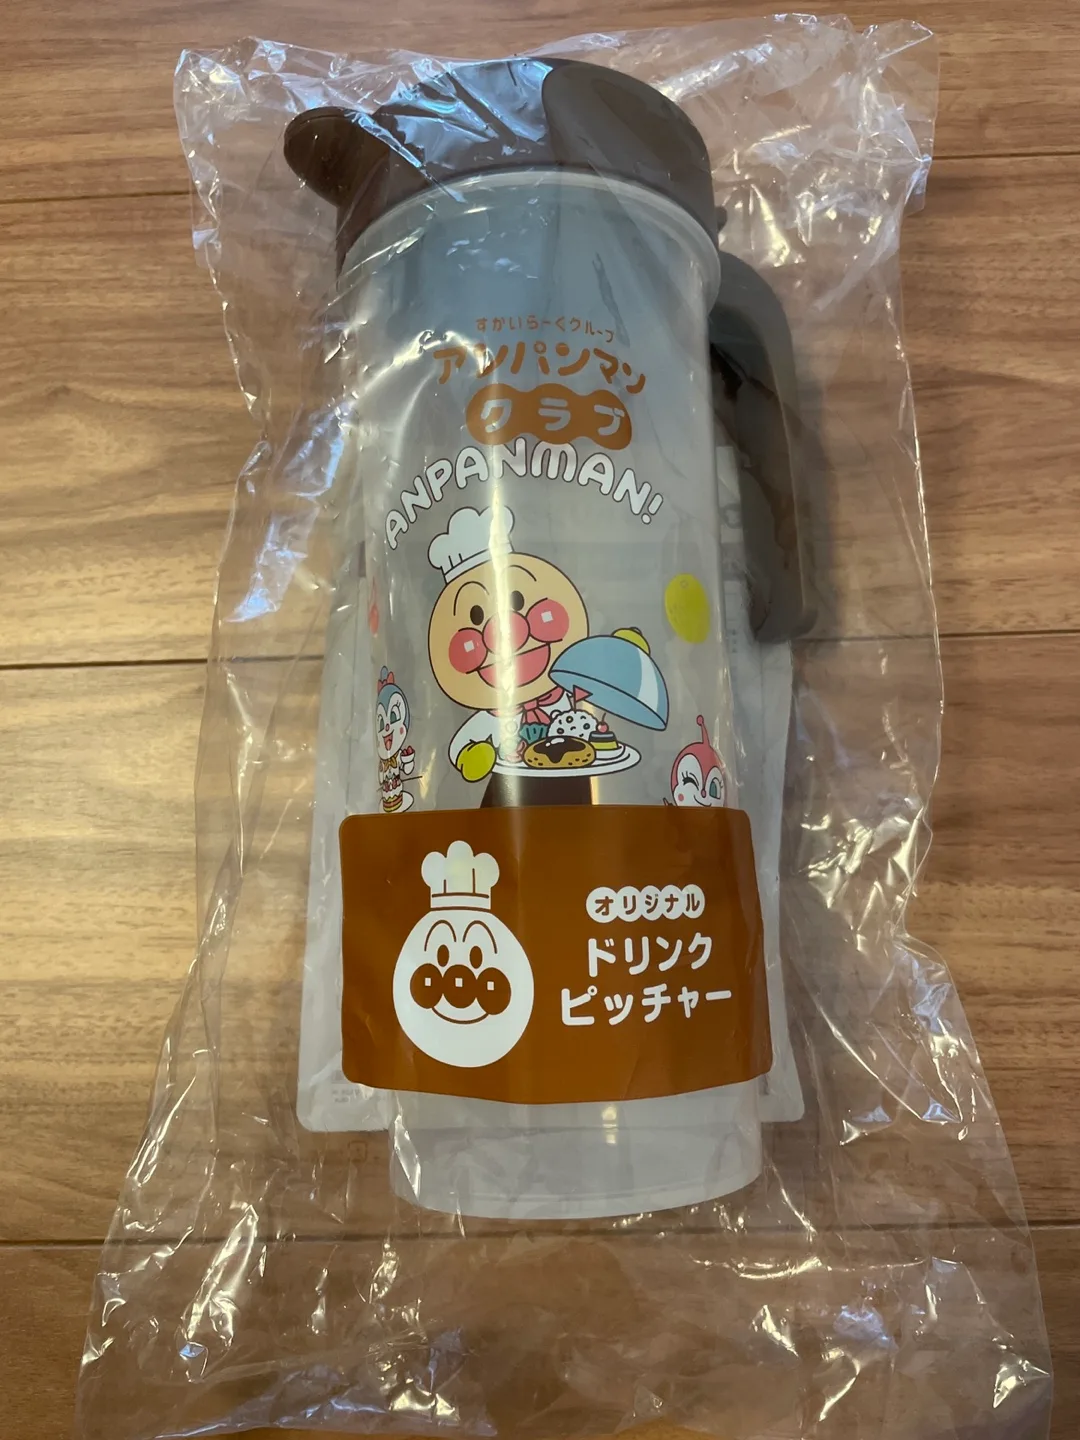 すかいらーくグループ
アンパンマン
クラブ
ANPANMAN!
オリジナル
ドリンク
ピッチャー